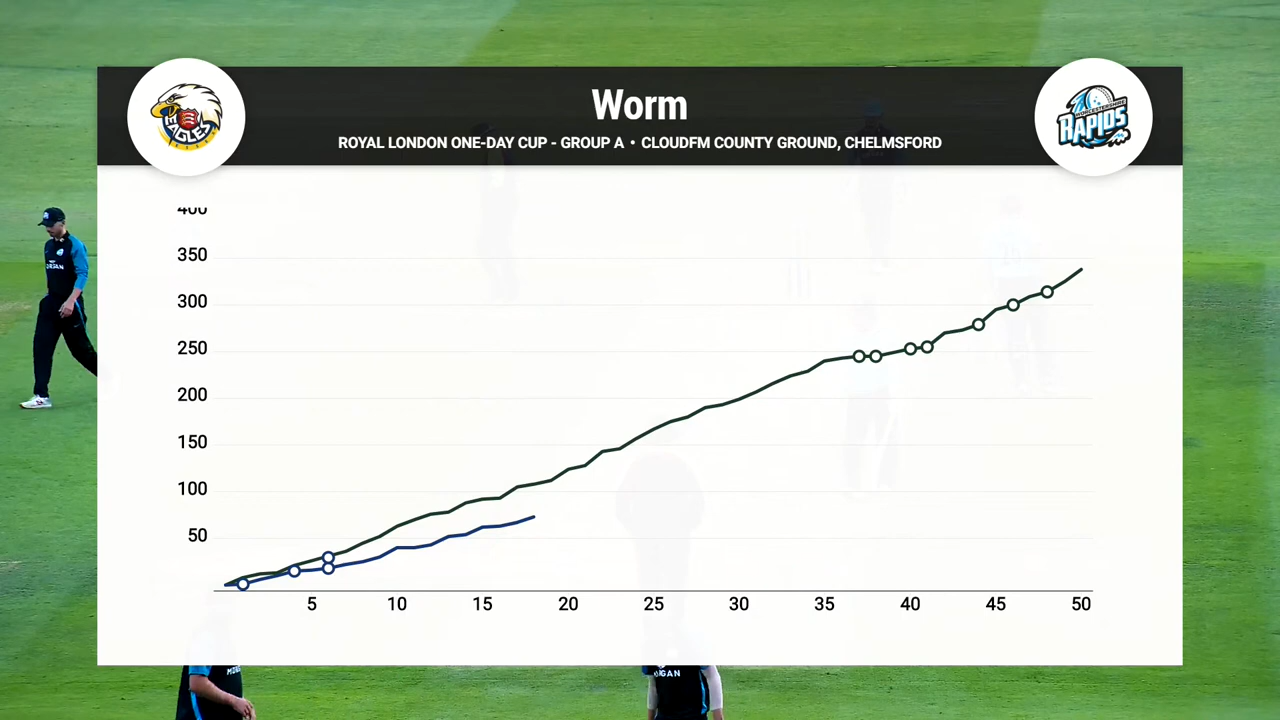 Worm
ROYAL LONDON ONE-DAY CUP - GROUP A • CLOUDFM COUNTY GROUND, CHELMSFORD
EAGLES
WORCESTERSHIRE
RAPIDS
400
350
300
250
200
150
100
50
5 10 15 20 25 30 35 40 45 50